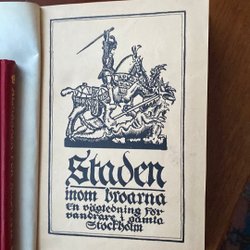 Staden
inom broarna
En vägledning för
vandrare i gamla
Stockholm